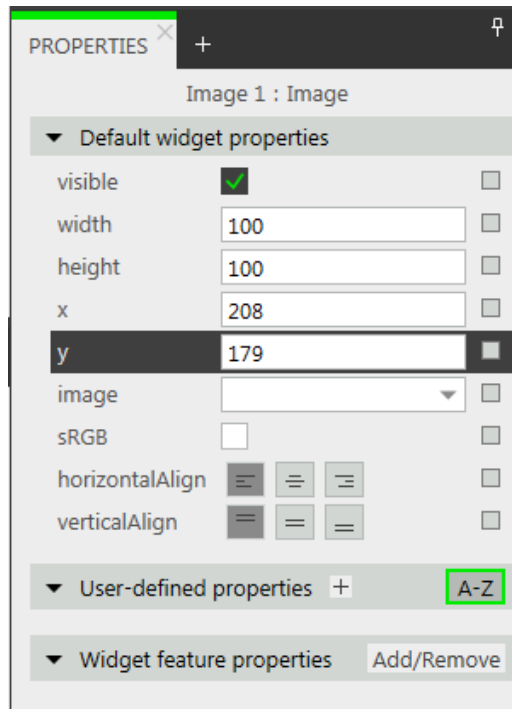 PROPERTIES
Image 1 : Image
Default widget properties
visible
width 100
height 100
x 208
y 179
image
sRGB
horizontalAlign
verticalAlign
User-defined properties + A-Z
Widget feature properties Add/Remove